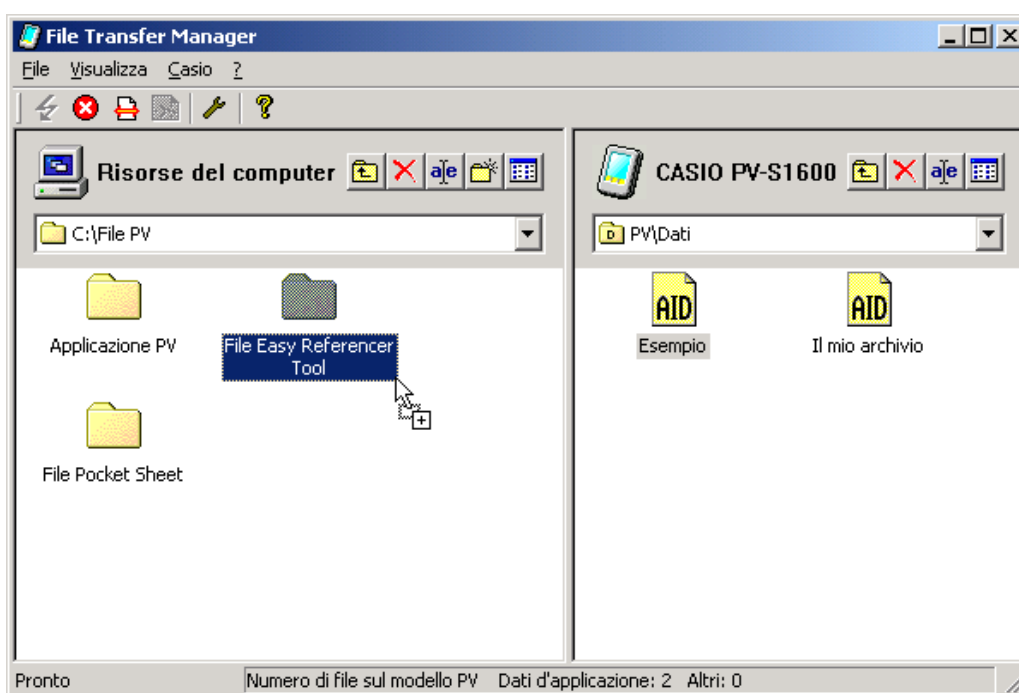 File Transfer Manager
File Visualizza Casio ?
Risorse del computer
C:\File PV
Applicazione PV
File Easy Referencer
Tool
File Pocket Sheet
CASIO PV-S1600
PV\Dati
AID
Esempio
AID
Il mio archivio
Pronto
Numero di file sul modello PV Dati d'applicazione: 2 Altri: 0